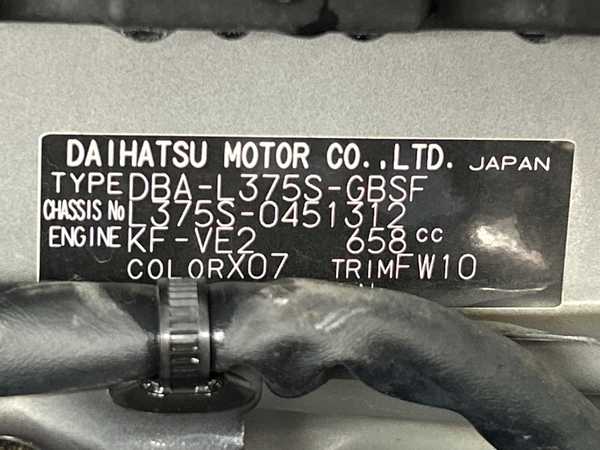 DAIHATSU MOTOR CO.,LTD. JAPAN
TYPE DBA-L375S-GBSF
CHASSIS No L375S-0451312
ENGINE KF-VE2 658 cc
COLOR X07 TRIM FW10